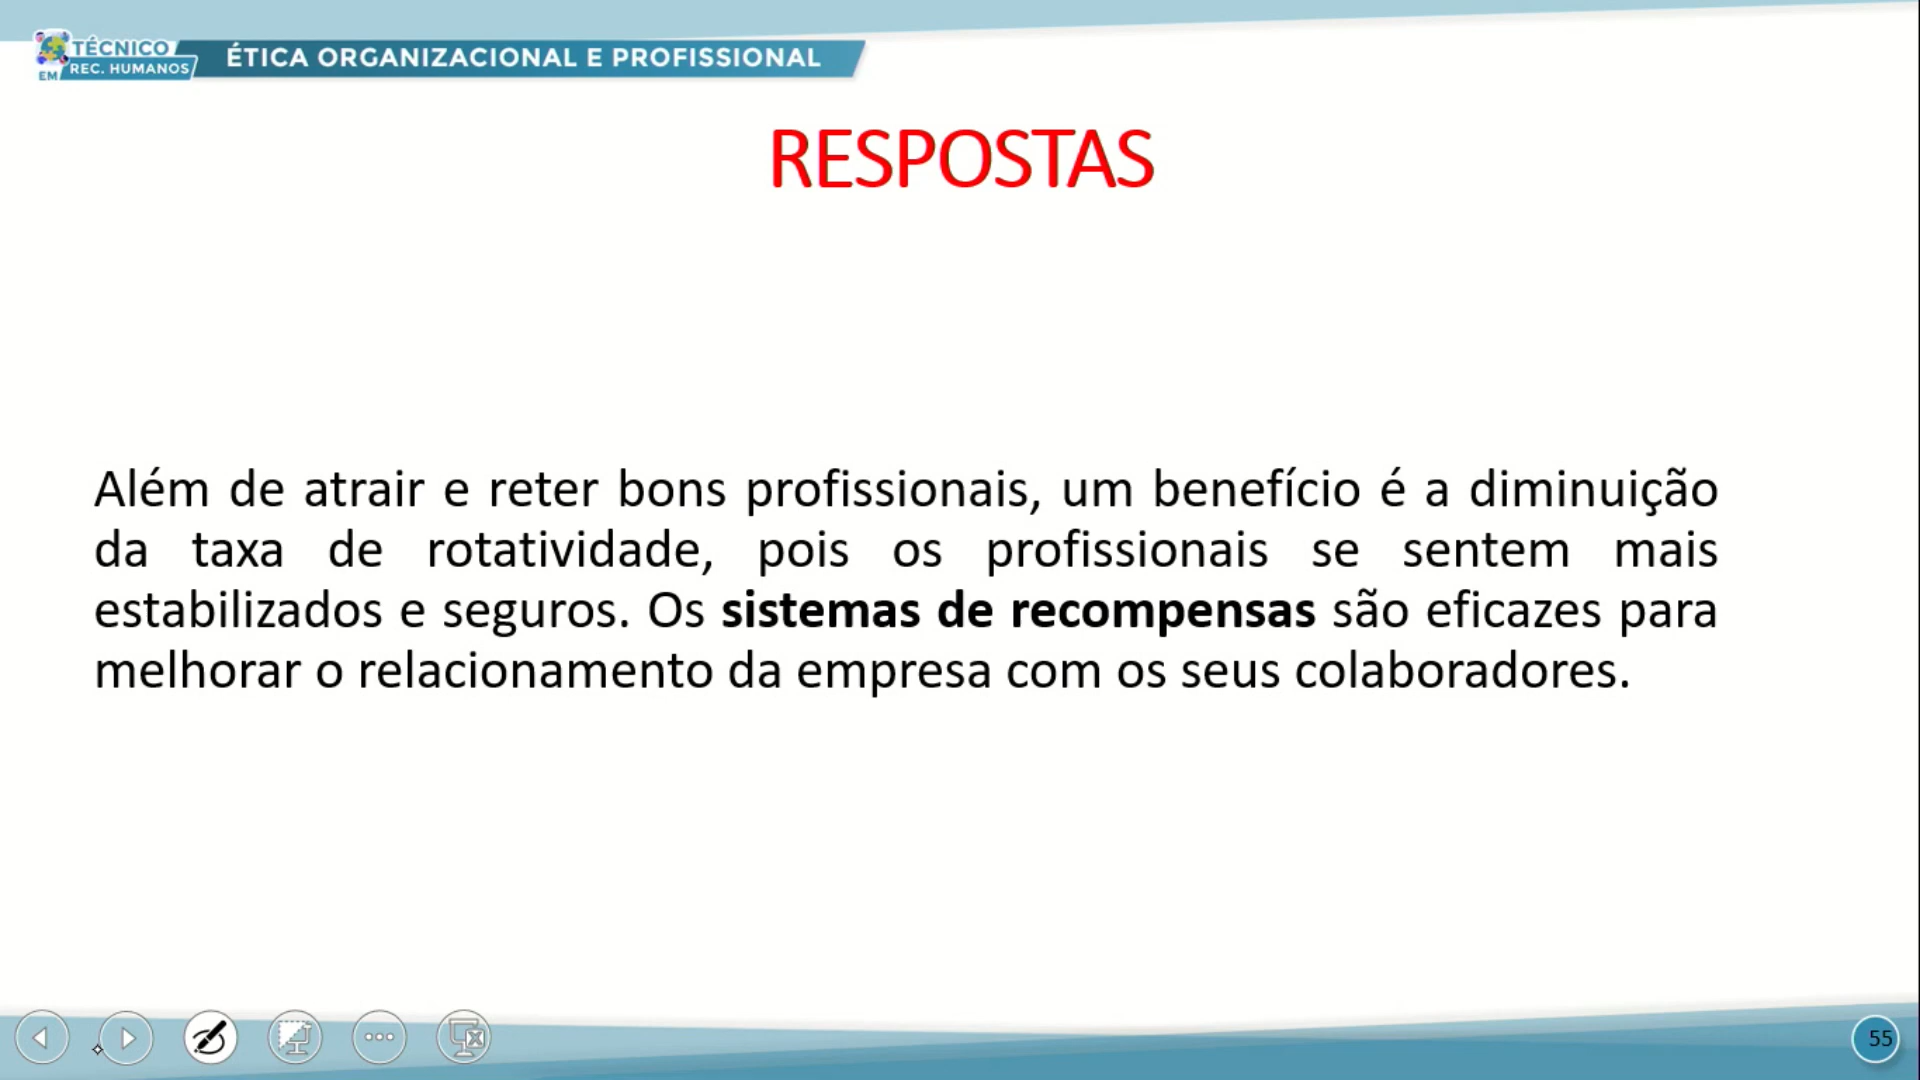 TÉCNICO
EM REC. HUMANOS
ÉTICA ORGANIZACIONAL E PROFISSIONAL
RESPOSTAS
Além de atrair e reter bons profissionais, um benefício é a diminuição
da taxa de rotatividade, pois os profissionais se sentem mais
estabilizados e seguros. Os sistemas de recompensas são eficazes para
melhorar o relacionamento da empresa com os seus colaboradores.
55